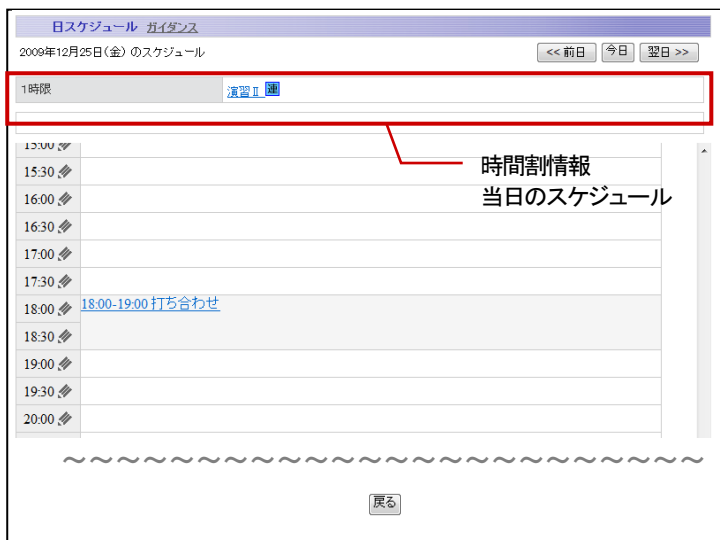 日スケジュール ガイダンス
2009年12月25日(金) のスケジュール
<< 前日 今日 翌日 >>
1時限 演習Ⅱ 連
15:00
15:30
時間割情報
16:00
当日のスケジュール
16:30
17:00
17:30
18:00 18:00-19:00 打ち合わせ
18:30
19:00
19:30
20:00
戻る